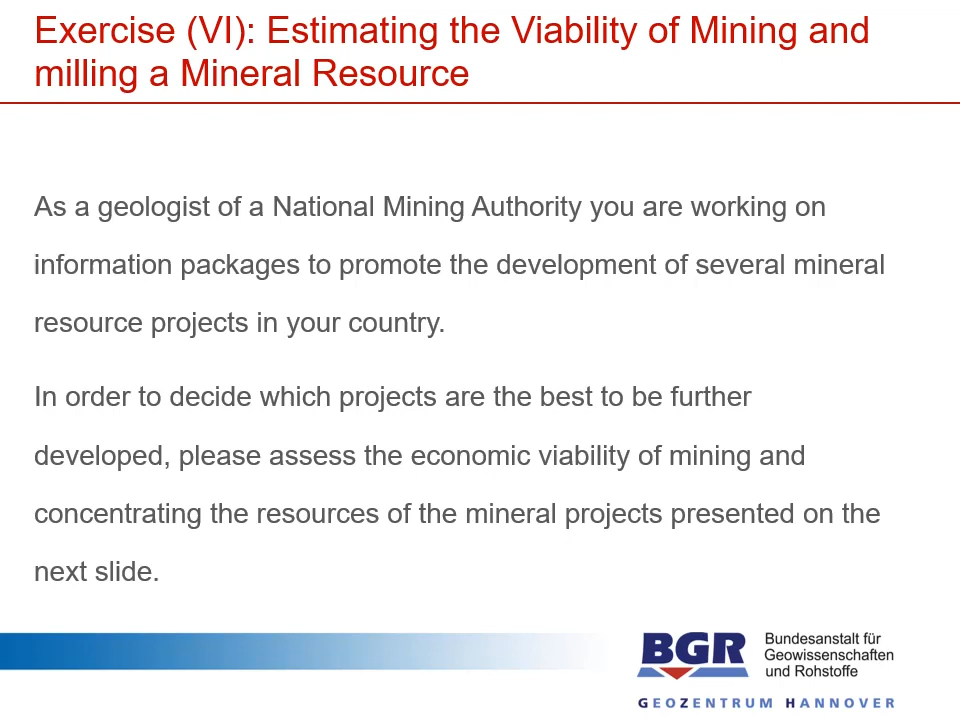 Exercise (VI): Estimating the Viability of Mining and
milling a Mineral Resource
As a geologist of a National Mining Authority you are working on
information packages to promote the development of several mineral
resource projects in your country.
In order to decide which projects are the best to be further
developed, please assess the economic viability of mining and
concentrating the resources of the mineral projects presented on the
next slide.
BGR
Bundesanstalt für
Geowissenschaften
und Rohstoffe
GEOZENTRUM HANNOVER